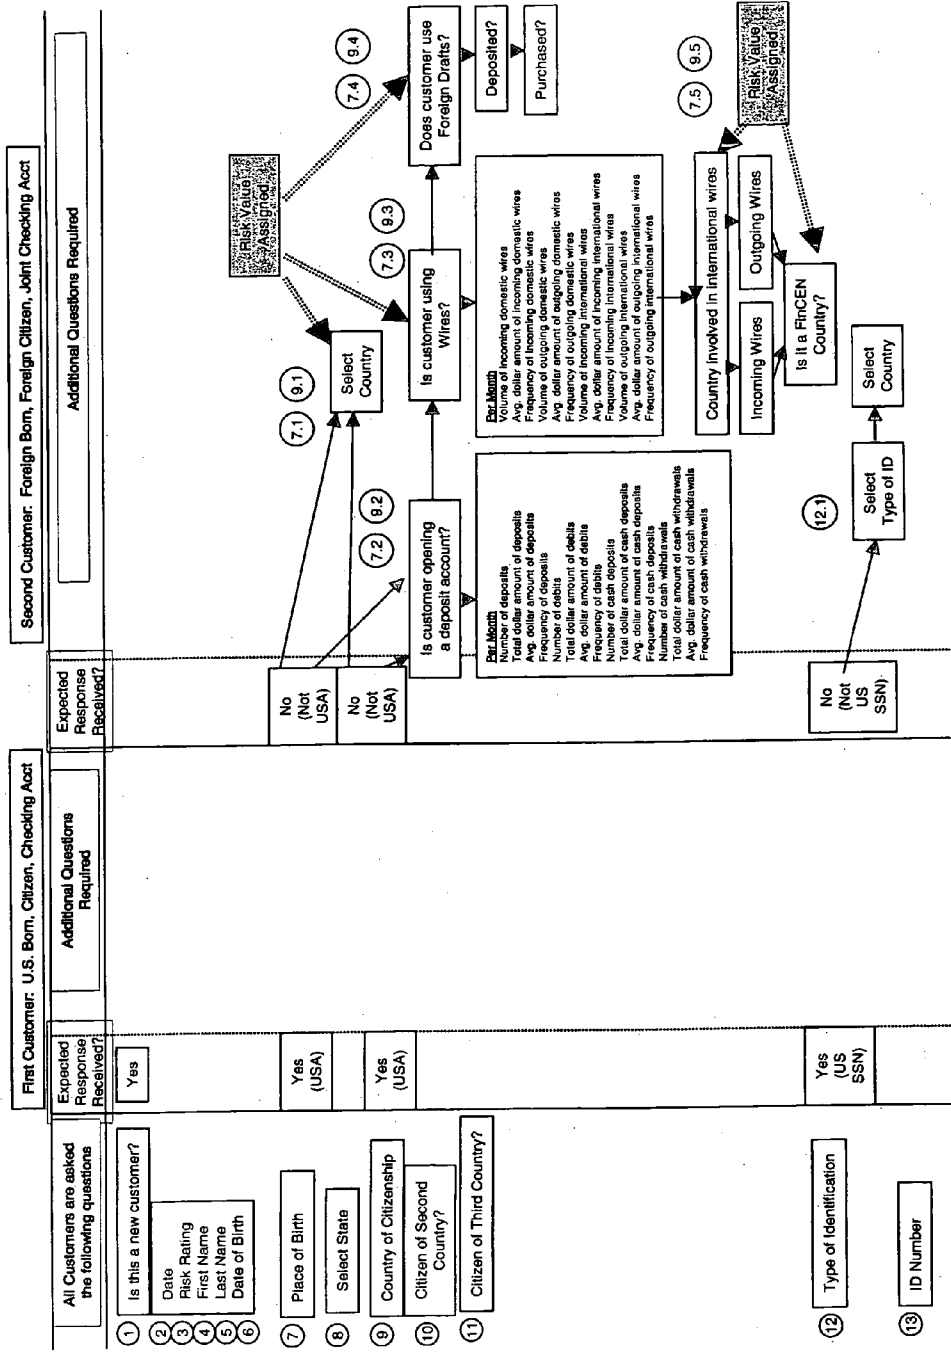 First Customer: U.S. Born, Citizen, Checking Acct
Second Customer: Foreign Born, Foreign Citizen, Joint Checking Acct
All Customers are asked
the following questions
Expected
Response
Received?
Additional Questions
Required
Expected
Response
Received?
Additional Questions Required
1
Is this a new customer?
Yes
2
Date
3
Risk Rating
4
First Name
5
Last Name
6
Date of Birth
7
Place of Birth
Yes
(USA)
No
(Not
USA)
8
Select State
9
Country of Citizenship
Yes
(USA)
No
(Not
USA)
10
Citizen of Second
Country?
11
Citizen of Third Country?
12
Type of Identification
Yes
(US
SSN)
No
(Not
US
SSN)
13
ID Number
Risk Value
Assigned
7.1
9.1
Select
Country
7.2
9.2
Is customer opening
a deposit account?
7.3
9.3
Is customer using
Wires?
7.4
9.4
Does customer use
Foreign Drafts?
Deposited?
Purchased?
Per Month
Number of deposits
Total dollar amount of deposits
Avg. dollar amount of deposits
Frequency of deposits
Number of debits
Total dollar amount of debits
Avg. dollar amount of debits
Frequency of debits
Number of cash deposits
Total dollar amount of cash deposits
Avg. dollar amount of cash deposits
Frequency of cash deposits
Number of cash withdrawals
Total dollar amount of cash withdrawals
Avg. dollar amount of cash withdrawals
Frequency of cash withdrawals
Per Month
Volume of incoming domestic wires
Avg. dollar amount of incoming domestic wires
Frequency of incoming domestic wires
Volume of outgoing domestic wires
Avg. dollar amount of outgoing domestic wires
Frequency of outgoing domestic wires
Volume of incoming international wires
Avg. dollar amount of incoming international wires
Frequency of incoming international wires
Volume of outgoing international wires
Avg. dollar amount of outgoing international wires
Frequency of outgoing international wires
7.5
9.5
Risk Value
Assigned
Country involved in international wires
Incoming Wires
Outgoing Wires
Is it a FinCEN
Country?
12.1
Select
Type of ID
Select
Country